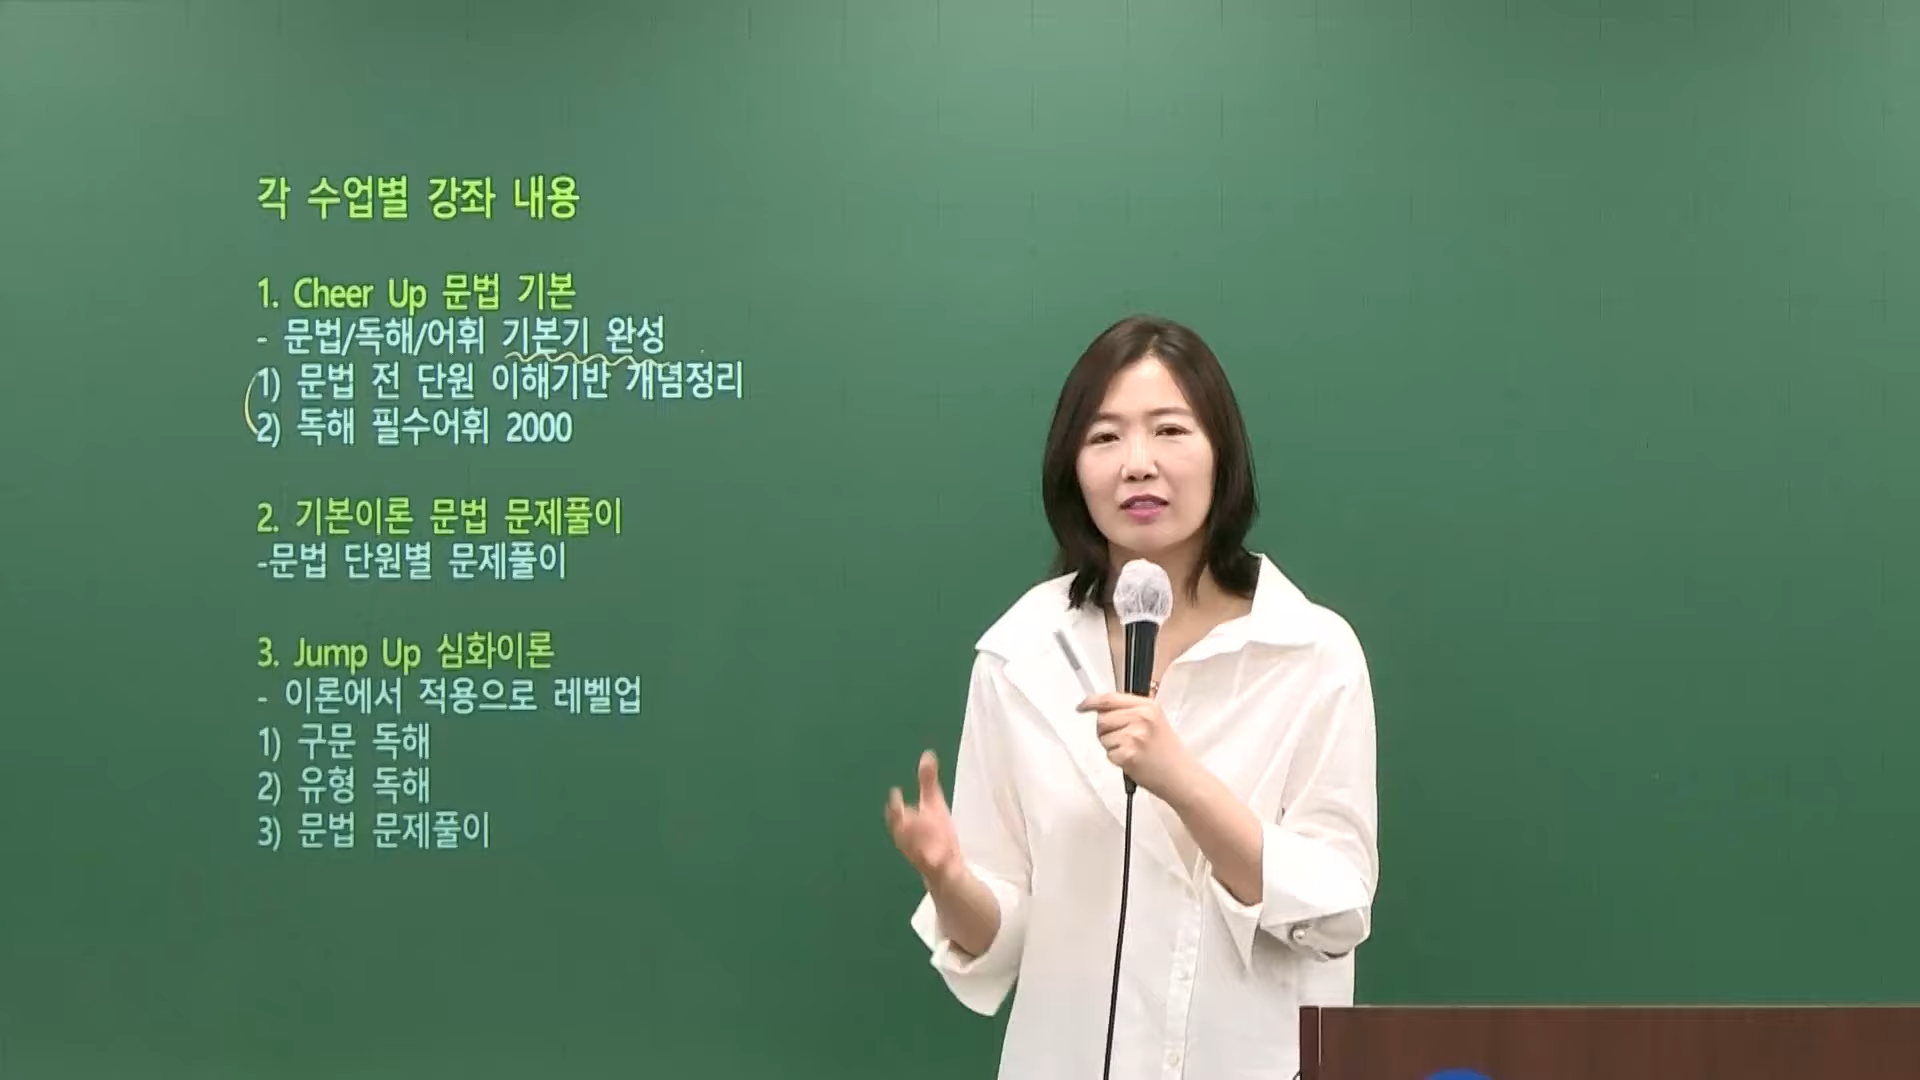 각 수업별 강좌 내용
1. Cheer Up 문법 기본
- 문법/독해/어휘 기본기 완성
1) 문법 전 단원 이해기반 개념정리
2) 독해 필수어휘 2000
2. 기본이론 문법 문제풀이
-문법 단원별 문제풀이
3. Jump Up 심화이론
- 이론에서 적용으로 레벨업
1) 구문 독해
2) 유형 독해
3) 문법 문제풀이